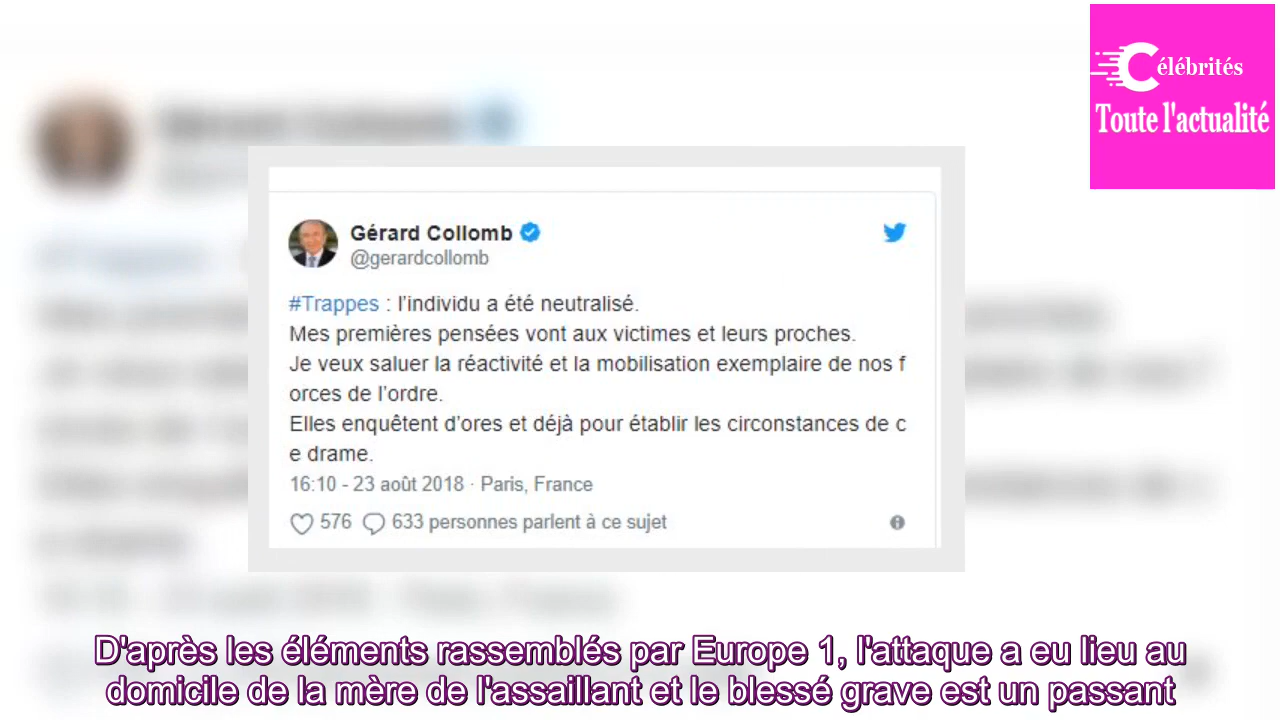 Célébrités
Toute l'actualité
Gérard Collomb
@gerardcollomb
#Trappes : l’individu a été neutralisé.
Mes premières pensées vont aux victimes et leurs proches.
Je veux saluer la réactivité et la mobilisation exemplaire de nos f
orces de l’ordre.
Elles enquêtent d’ores et déjà pour établir les circonstances de c
e drame.
16:10 - 23 août 2018 · Paris, France
576 633 personnes parlent à ce sujet
D'après les éléments rassemblés par Europe 1, l'attaque a eu lieu au
domicile de la mère de l'assaillant et le blessé grave est un passant